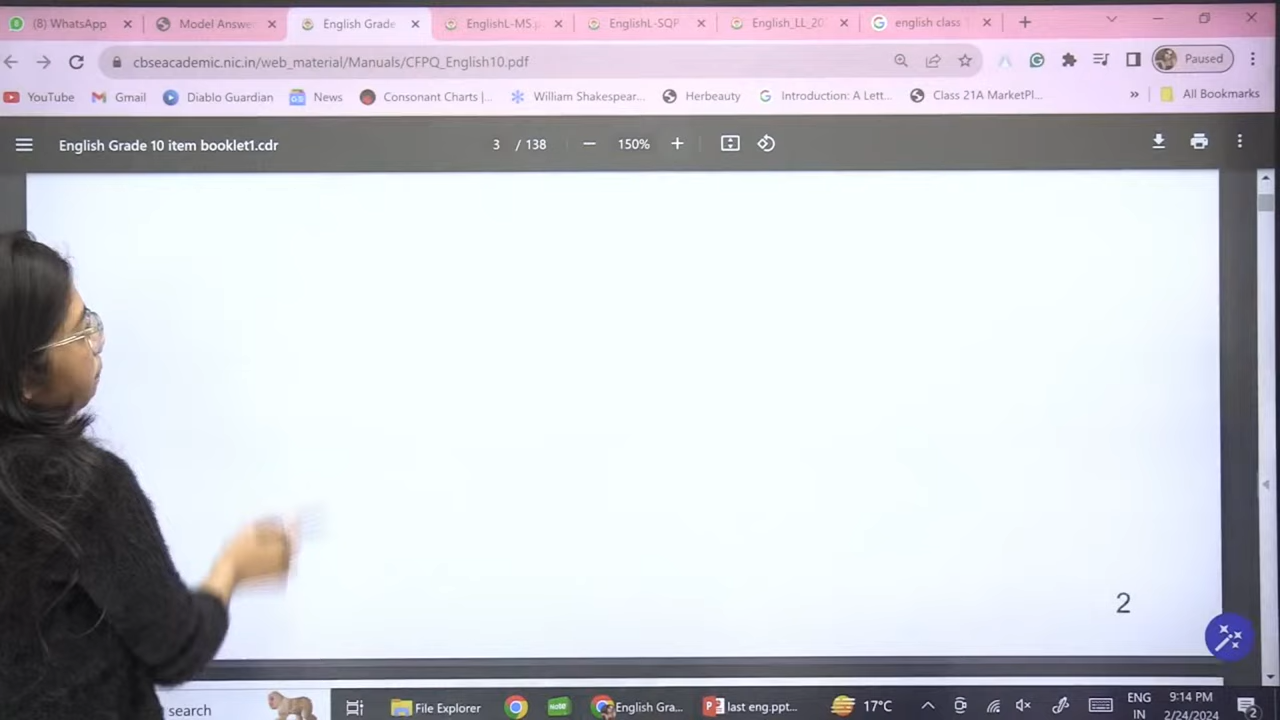 (8) WhatsApp
Model Answe
English Grade
EnglishL-MS.p
EnglishL-SQP
English_LL_20
english class
cbseacademic.nic.in/web_material/Manuals/CFPQ_English10.pdf
Paused
YouTube
Gmail
Diablo Guardian
News
Consonant Charts |...
William Shakespear...
Herbeauty
Introduction: A Lett...
Class 21A MarketPl...
»
All Bookmarks
English Grade 10 item booklet1.cdr
3 / 138
150%
2
search
File Explorer
Note
English Gra...
last eng.ppt...
17°C
ENG
IN
9:14 PM
2/24/2024
2